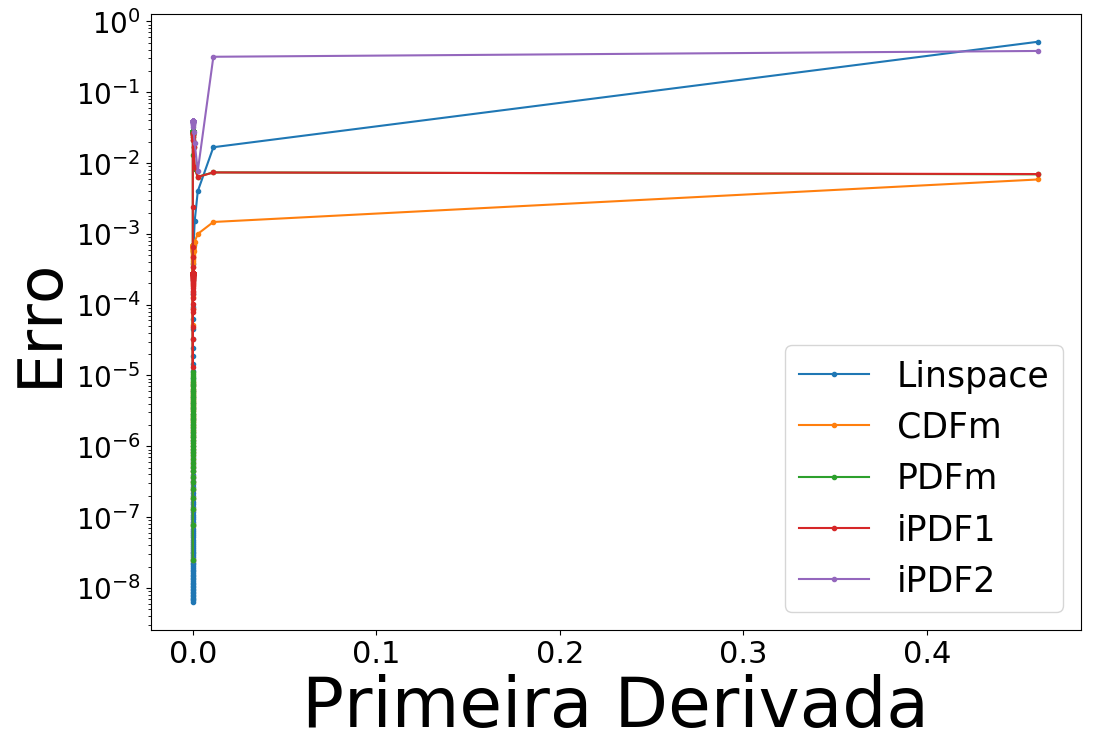 10⁰
10⁻¹
10⁻²
10⁻³
10⁻⁴
10⁻⁵
10⁻⁶
10⁻⁷
10⁻⁸
Erro
Linspace
CDFm
PDFm
iPDF1
iPDF2
0.0 0.1 0.2 0.3 0.4
Primeira Derivada